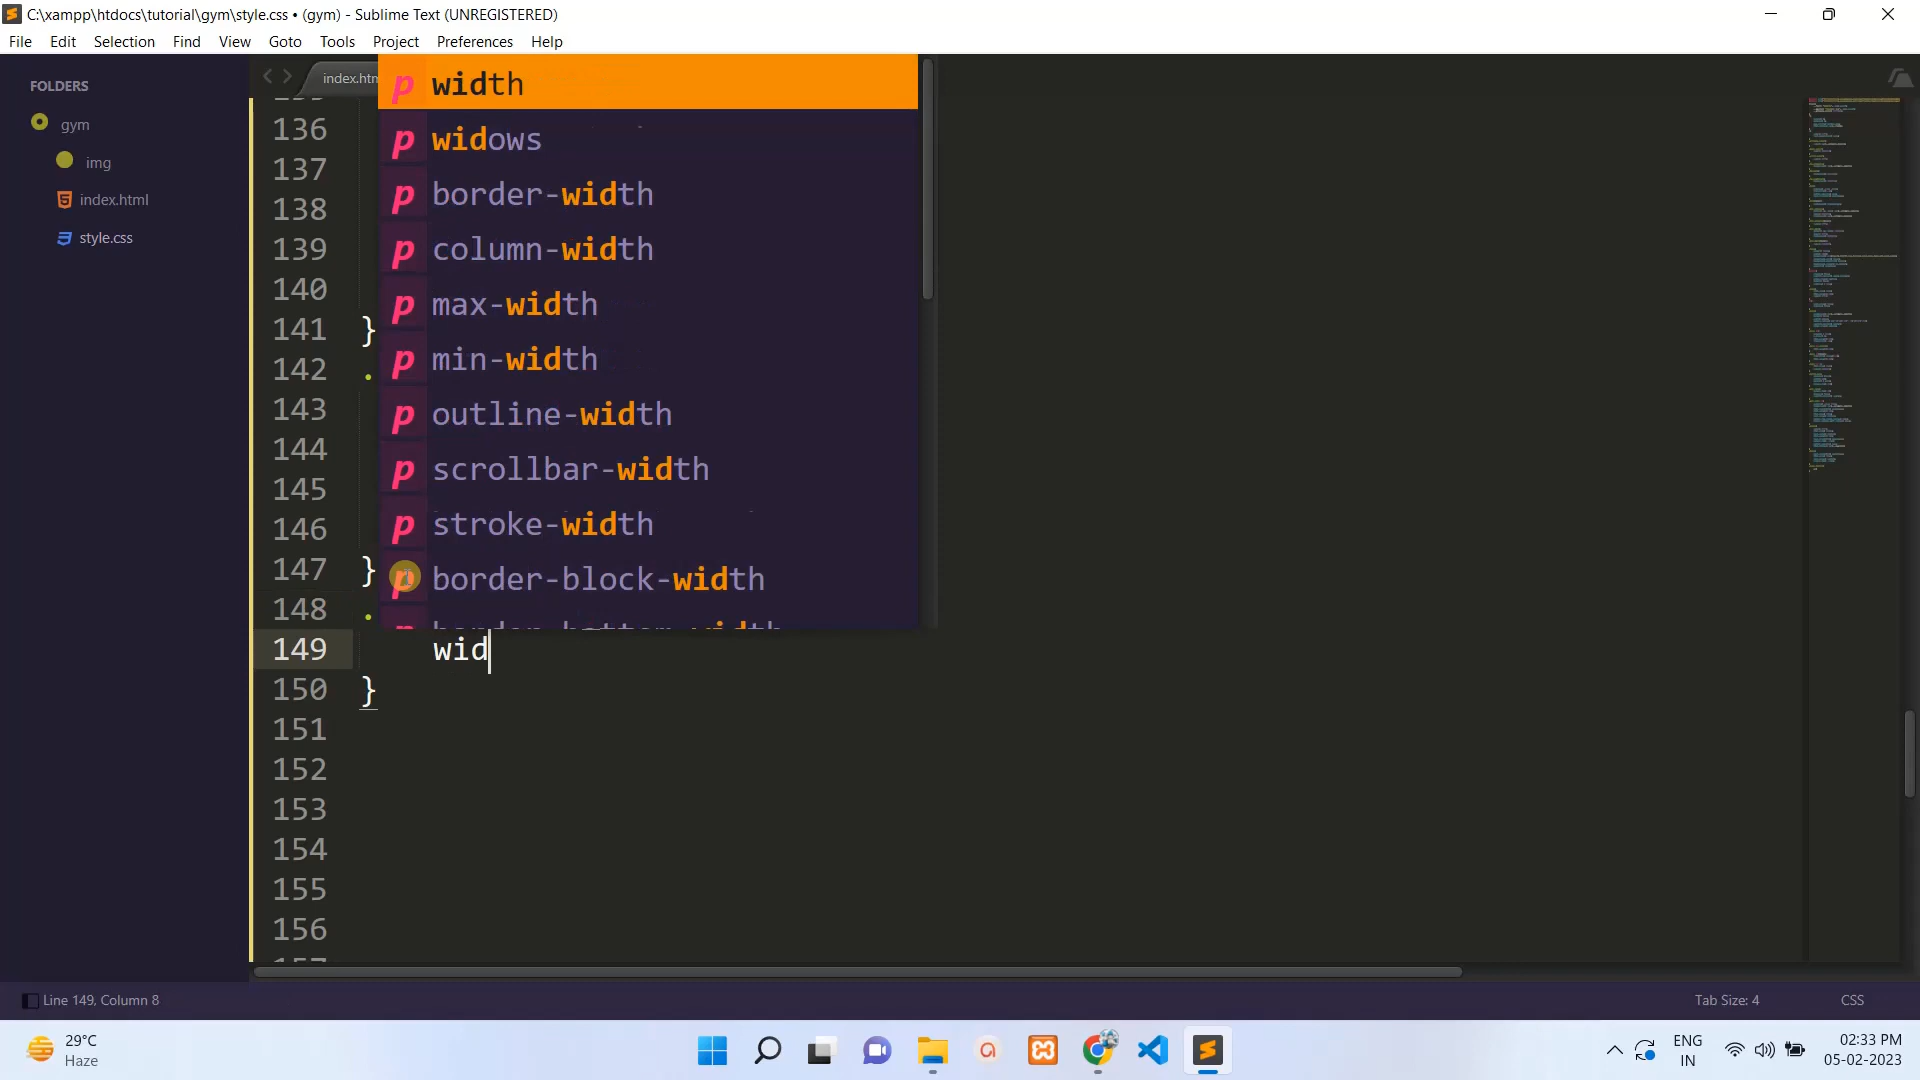 C:\xampp\htdocs\tutorial\gym\style.css • (gym) - Sublime Text (UNREGISTERED)
File Edit Selection Find View Goto Tools Project Preferences Help
FOLDERS
gym
img
index.html
style.css
index.htm
p width
p widows
p border-width
p column-width
p max-width
p min-width
p outline-width
p scrollbar-width
p stroke-width
p border-block-width
136
137
138
139
140
141 }
142 .
143
144
145
146
147 }
148 .
149 wid
150 }
151
152
153
154
155
156
Line 149, Column 8
Tab Size: 4
CSS
29°C
Haze
ENG
IN
02:33 PM
05-02-2023